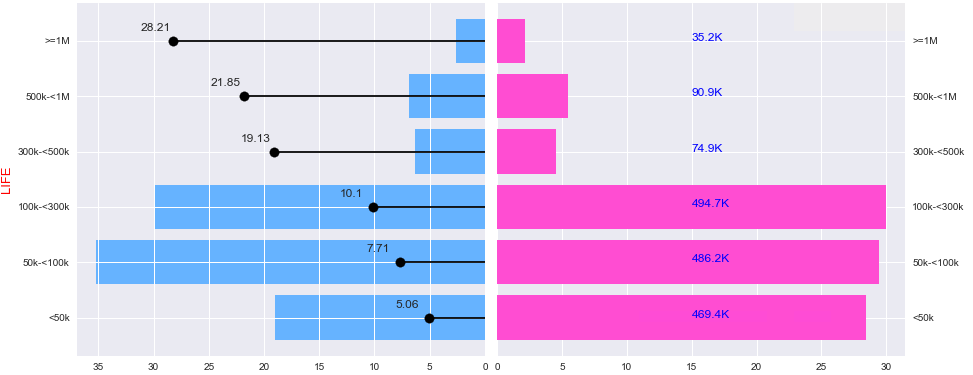 >=1M 28.21 35.2K >=1M
500k-<1M 21.85 90.9K 500k-<1M
300k-<500k 19.13 74.9K 300k-<500k
LIFE
100k-<300k 10.1 494.7K 100k-<300k
50k-<100k 7.71 486.2K 50k-<100k
<50k 5.06 469.4K <50k
35 30 25 20 15 10 5 0 0 5 10 15 20 25 30